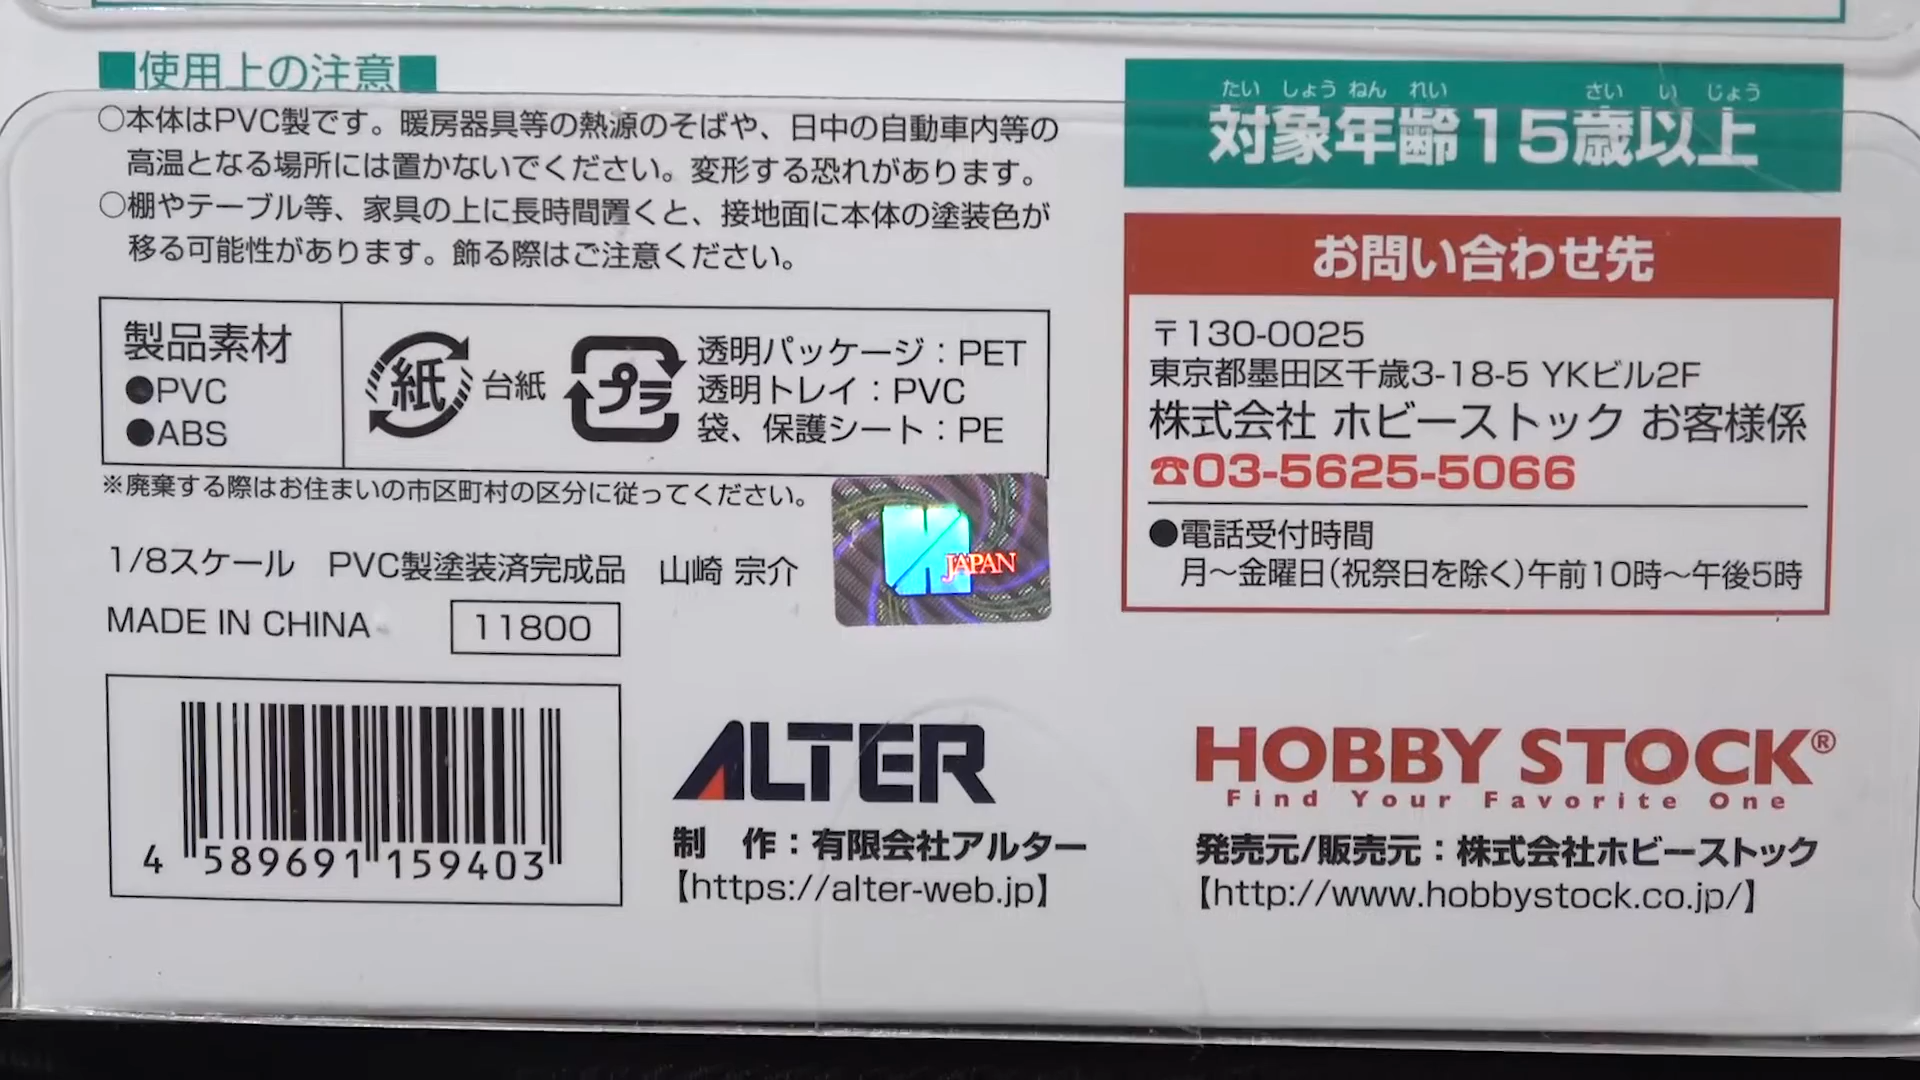 ■使用上の注意■
○本体はPVC製です。暖房器具等の熱源のそばや、日中の自動車内等の
高温となる場所には置かないでください。変形する恐れがあります。
○棚やテーブル等、家具の上に長時間置くと、接地面に本体の塗装色が
移る可能性があります。飾る際はご注意ください。
製品素材
●PVC
●ABS
紙 台紙
プラ
透明パッケージ：PET
透明トレイ：PVC
袋、保護シート：PE
※廃棄する際はお住まいの市区町村の区分に従ってください。
JAPAN
1/8スケール PVC製塗装済完成品 山崎 宗介
MADE IN CHINA 11800
4 589691 159403
ALTER
制 作：有限会社アルター
【https://alter-web.jp】
たい しょう ねん れい さい い じょう
対象年齢15歳以上
お問い合わせ先
〒130-0025
東京都墨田区千歳3-18-5 YKビル2F
株式会社 ホビーストック お客様係
☎03-5625-5066
●電話受付時間
月～金曜日(祝祭日を除く)午前10時～午後5時
HOBBY STOCK®
Find Your Favorite One
発売元/販売元：株式会社ホビーストック
【http://www.hobbystock.co.jp/】